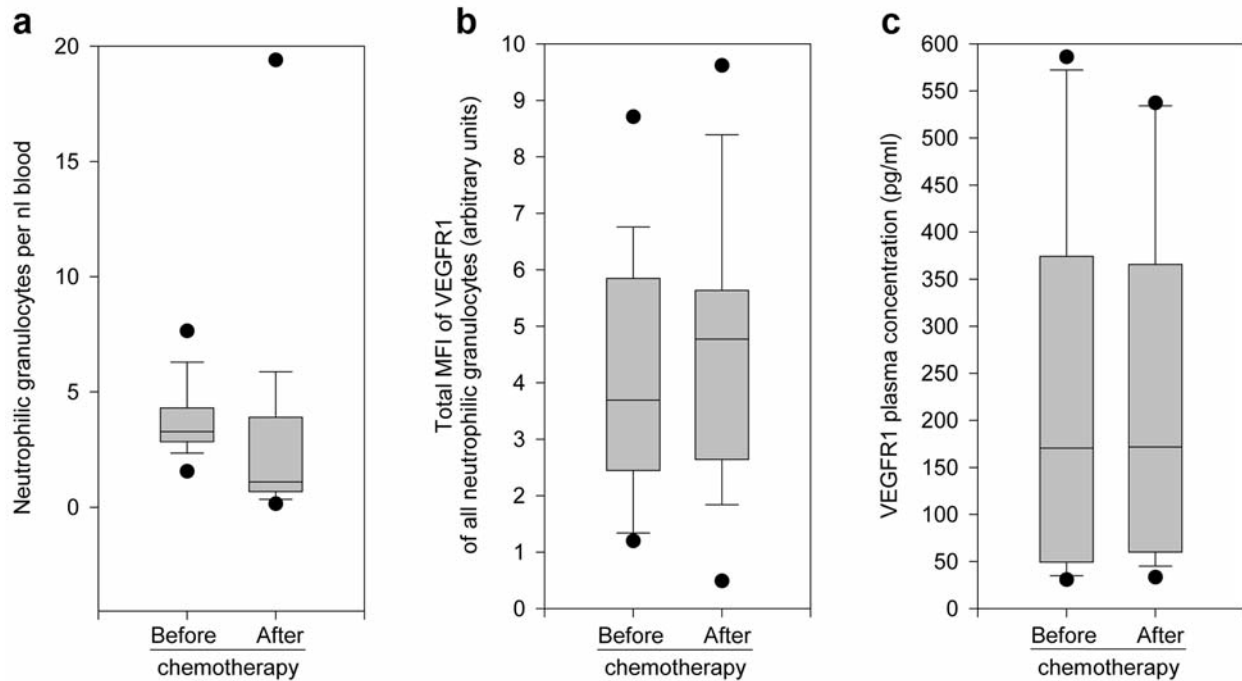 a
Neutrophilic granulocytes per nl blood
20
15
10
5
0
Before After
chemotherapy
b
Total MFI of VEGFR1
of all neutrophilic granulocytes (arbitrary units)
10
9
8
7
6
5
4
3
2
1
0
Before After
chemotherapy
c
VEGFR1 plasma concentration (pg/ml)
600
550
500
450
400
350
300
250
200
150
100
50
0
Before After
chemotherapy